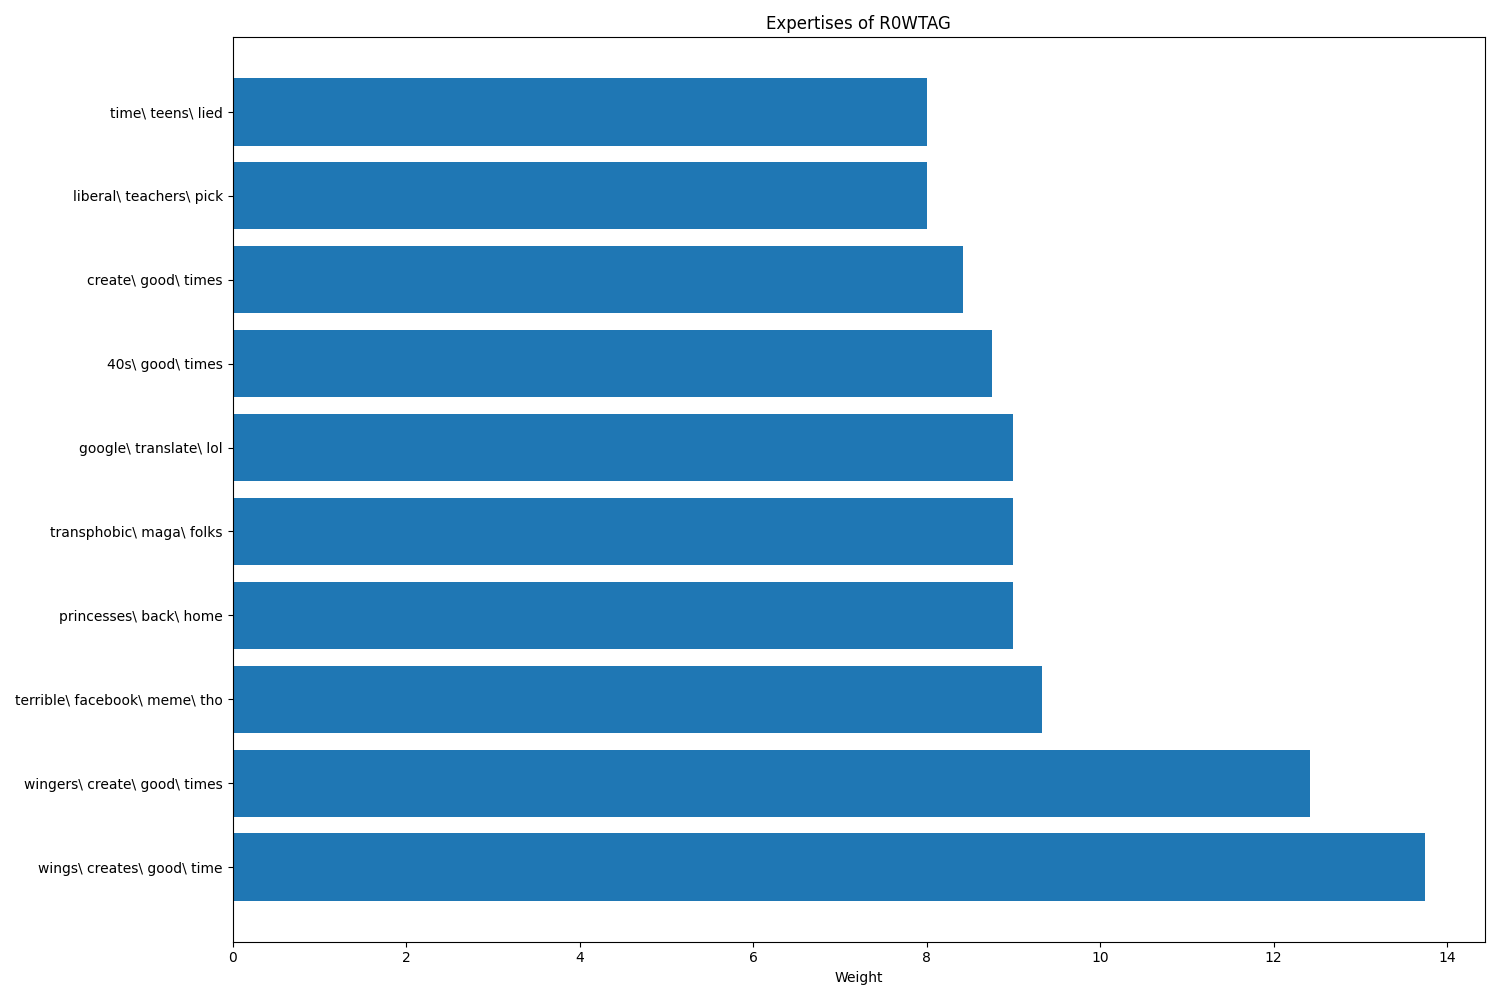 Expertises of R0WTAG
time\ teens\ lied
liberal\ teachers\ pick
create\ good\ times
40s\ good\ times
google\ translate\ lol
transphobic\ maga\ folks
princesses\ back\ home
terrible\ facebook\ meme\ tho
wingers\ create\ good\ times
wings\ creates\ good\ time
0 2 4 6 8 10 12 14
Weight